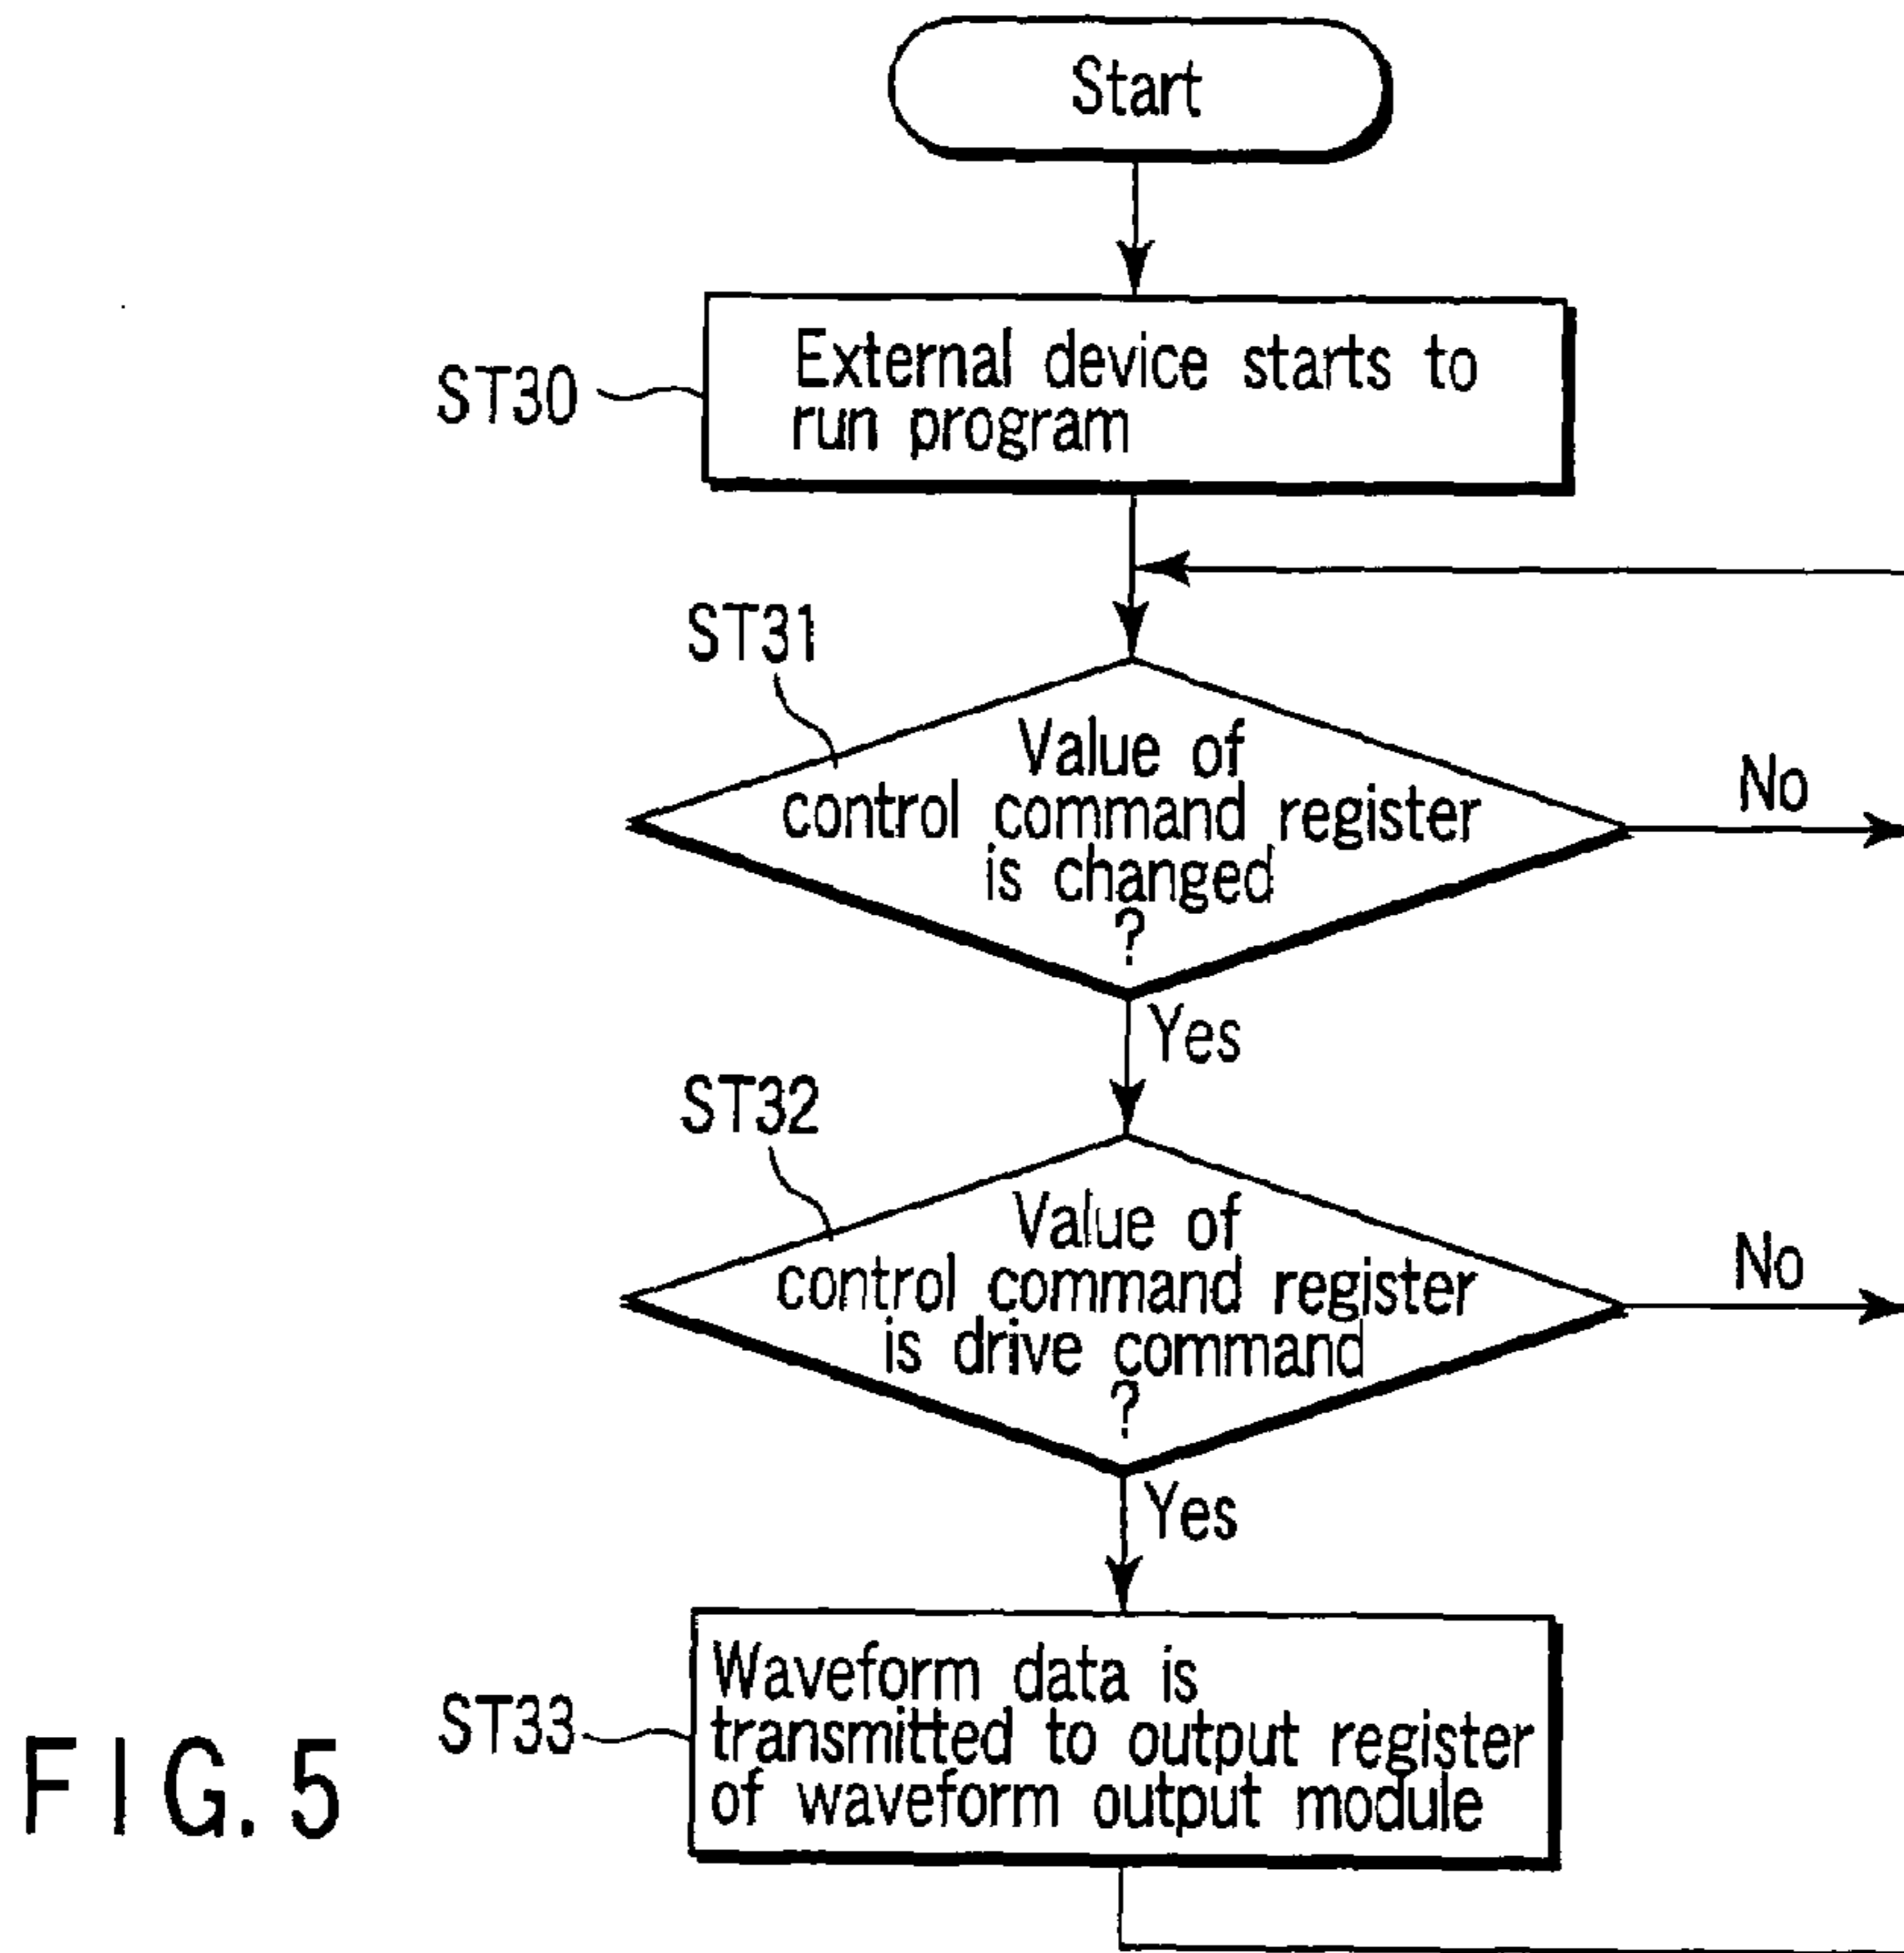 Start
External device starts to
run program
ST30
ST31
Value of
control command register
is changed
?
No
Yes
ST32
Value of
control command register
is drive command
?
No
Yes
Waveform data is
transmitted to output register
of waveform output module
ST33
FIG.5